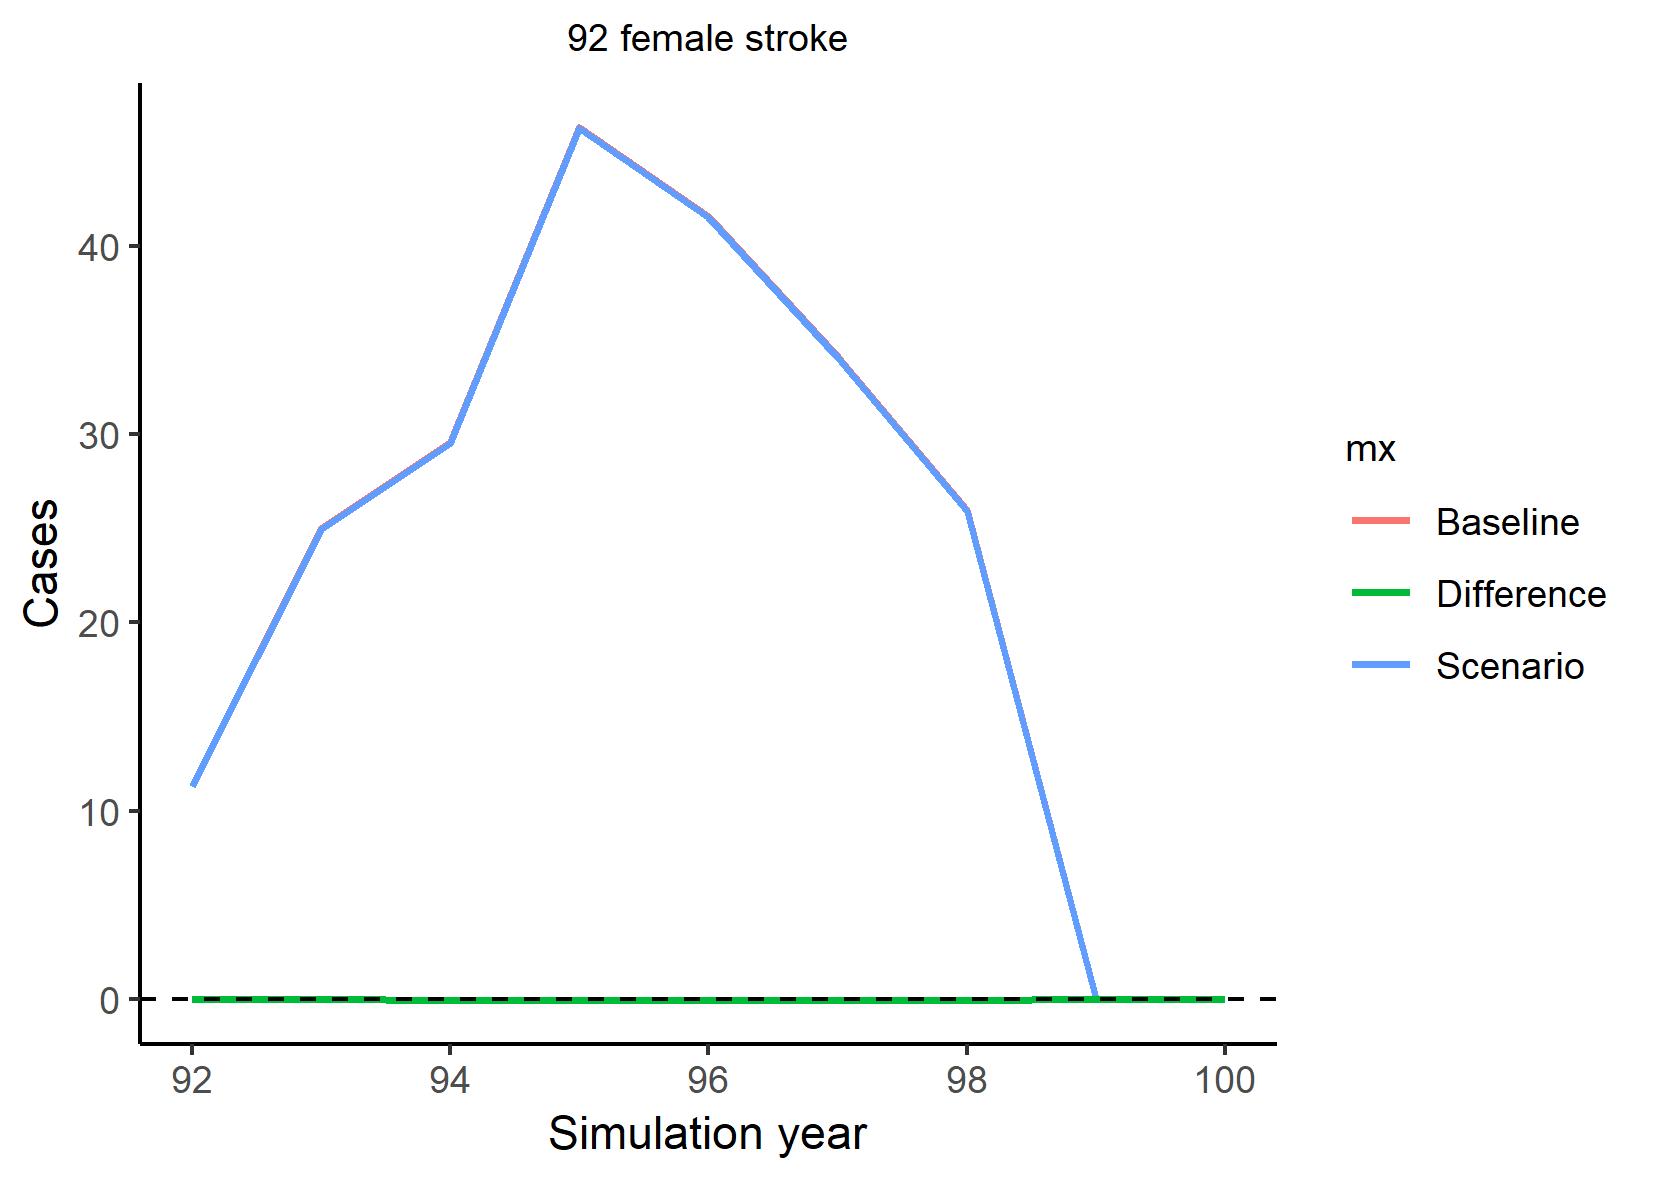 92 female stroke
40
30
20
10
0
Cases
92 94 96 98 100
Simulation year
mx
Baseline
Difference
Scenario